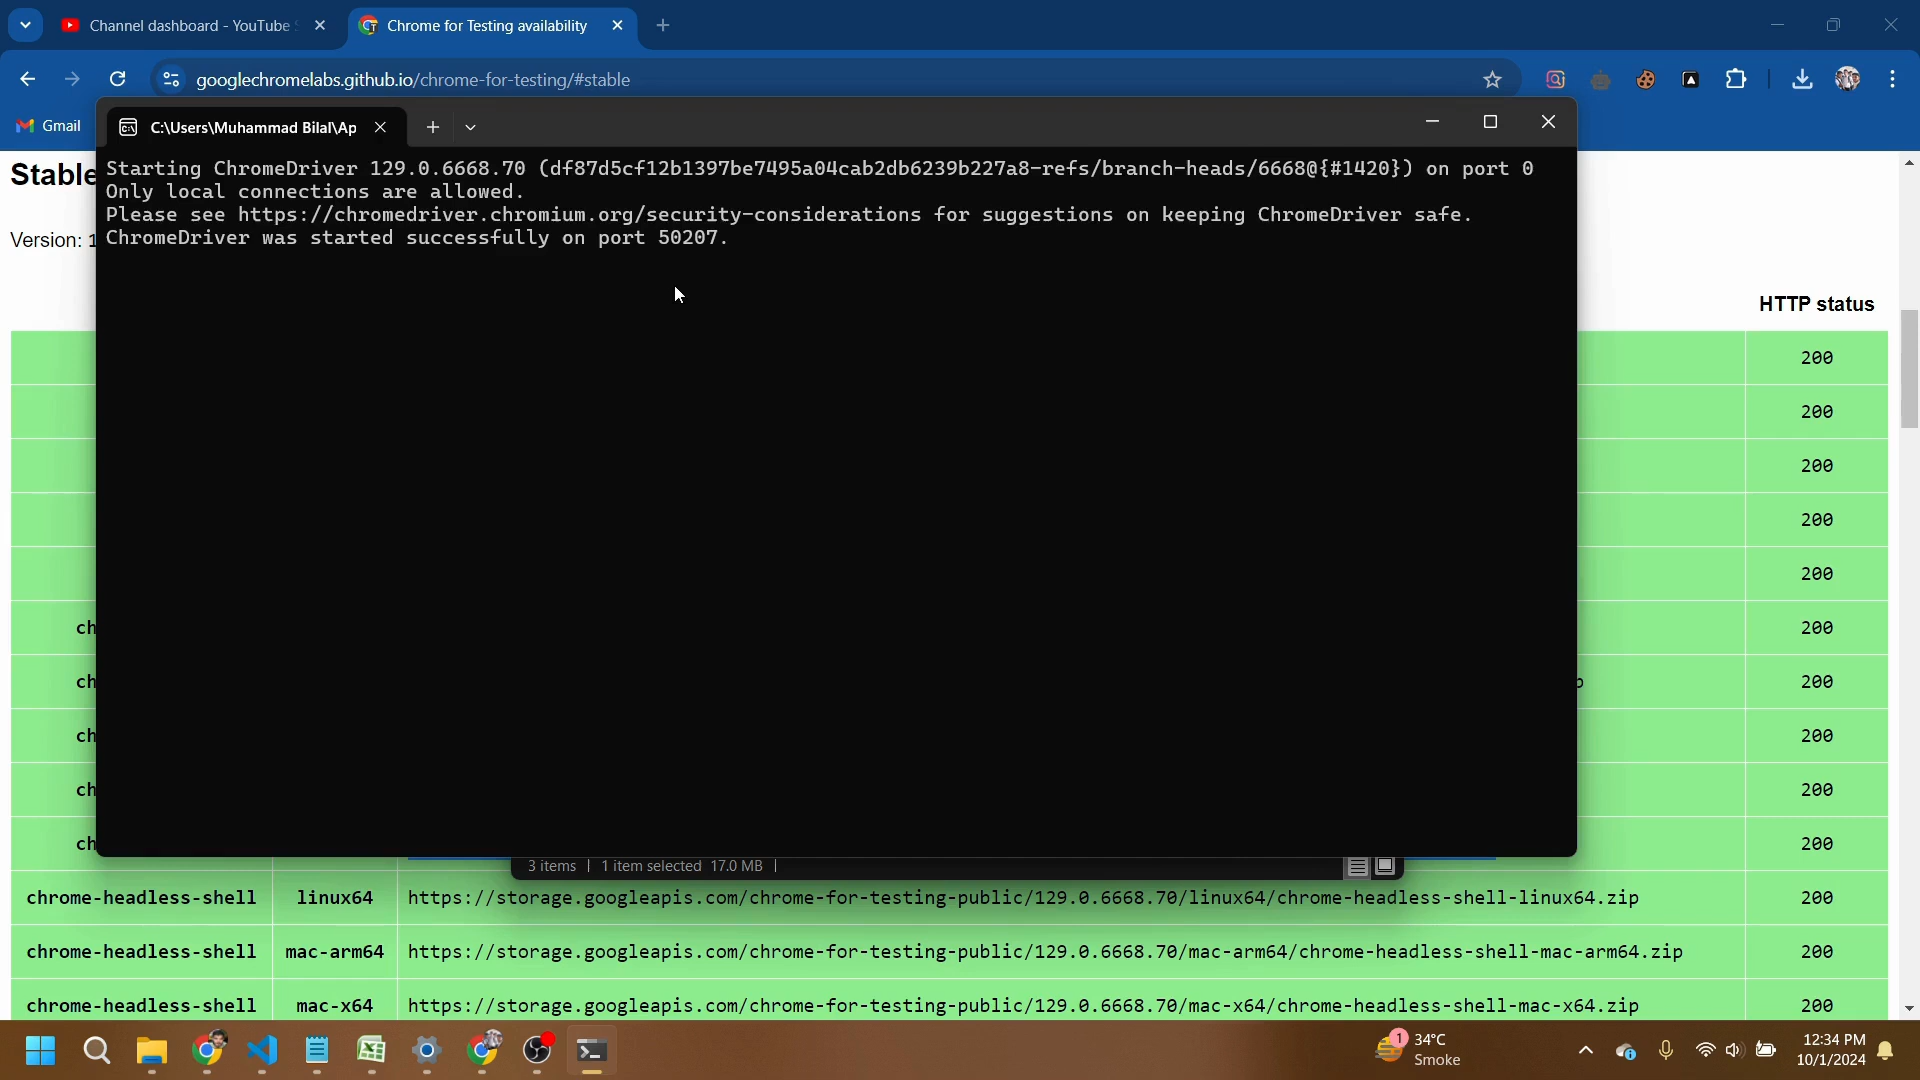 Channel dashboard - YouTube
Chrome for Testing availability
googlechromelabs.github.io/chrome-for-testing/#stable
Gmail
C:\Users\Muhammad Bilal\Ap
Starting ChromeDriver 129.0.6668.70 (df87d5cf12b1397be7495a04cab2db6239b227a8-refs/branch-heads/6668@{#1420}) on port 0
Only local connections are allowed.
Please see https://chromedriver.chromium.org/security-considerations for suggestions on keeping ChromeDriver safe.
ChromeDriver was started successfully on port 50207.
Stable
Version: 1
HTTP status
200
200
200
200
200
ch 200
ch 200
ch 200
ch 200
ch 200
3 items | 1 item selected 17.0 MB |
chrome-headless-shell linux64 https://storage.googleapis.com/chrome-for-testing-public/129.0.6668.70/linux64/chrome-headless-shell-linux64.zip 200
chrome-headless-shell mac-arm64 https://storage.googleapis.com/chrome-for-testing-public/129.0.6668.70/mac-arm64/chrome-headless-shell-mac-arm64.zip 200
chrome-headless-shell mac-x64 https://storage.googleapis.com/chrome-for-testing-public/129.0.6668.70/mac-x64/chrome-headless-shell-mac-x64.zip 200
1
34°C
Smoke
12:34 PM
10/1/2024